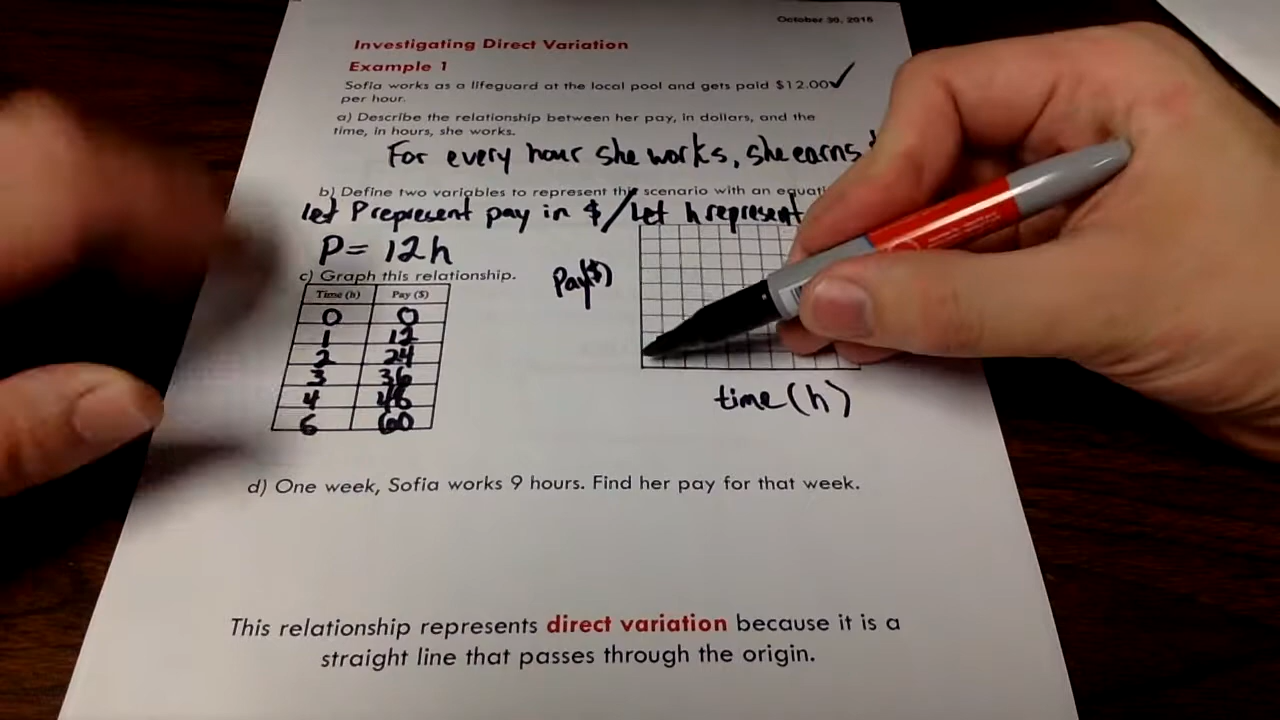 October 30, 2016
Investigating Direct Variation
Example 1
Sofia works as a lifeguard at the local pool and gets paid $12.00
per hour.
a) Describe the relationship between her pay, in dollars, and the
time, in hours, she works.
For every hour she works, she earns
b) Define two variables to represent this scenario with an equati
let P represent pay in $/Let h represent
P = 12h
c) Graph this relationship.
Time (h) Pay ($)
0 0
1 12
2 24
3 36
4 48
6 60
Pay($)
time (h)
d) One week, Sofia works 9 hours. Find her pay for that week.
This relationship represents direct variation because it is a
straight line that passes through the origin.